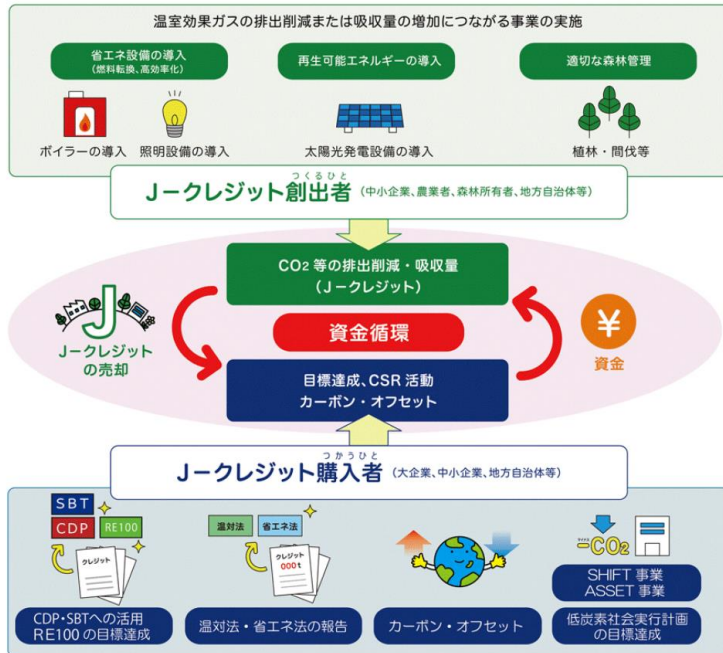 温室効果ガスの排出削減または吸収量の増加につながる事業の実施
省エネ設備の導入
(燃料転換、高効率化)
再生可能エネルギーの導入
適切な森林管理
ボイラーの導入
照明設備の導入
太陽光発電設備の導入
植林・間伐等
つくるひと
Jークレジット創出者(中小企業、農業者、森林所有者、地方自治体等)
CO2 等の排出削減・吸収量
(Jークレジット)
J
Jークレジット
の売却
資金循環
¥
資金
目標達成、CSR 活動
カーボン・オフセット
つかうひと
Jークレジット購入者(大企業、中小企業、地方自治体等)
SBT
CDP
RE100
クレジット
CDP・SBTへの活用
RE100 の目標達成
温対法
省エネ法
クレジット
000t
温対法・省エネ法の報告
カーボン・オフセット
マイナス
-CO2
SHIFT 事業
ASSET 事業
低炭素社会実行計画
の目標達成